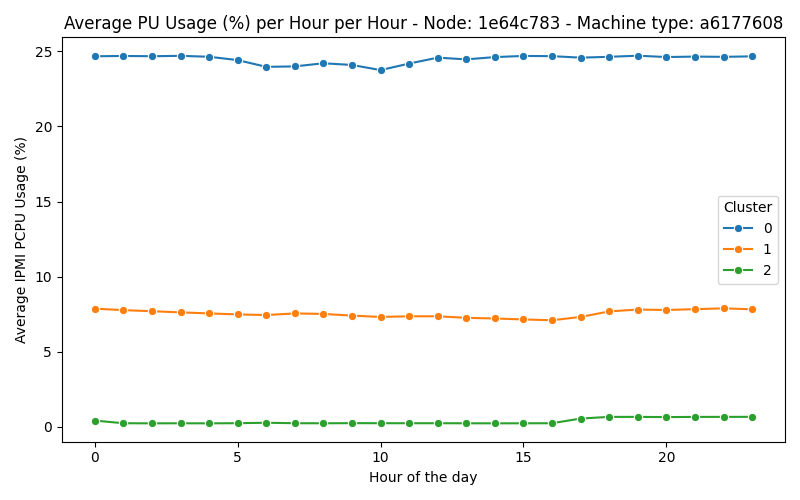 Average PU Usage (%) per Hour per Hour - Node: 1e64c783 - Machine type: a6177608
25
20
15
10
5
0
Average IPMI PCPU Usage (%)
Cluster
0
1
2
0 5 10 15 20
Hour of the day